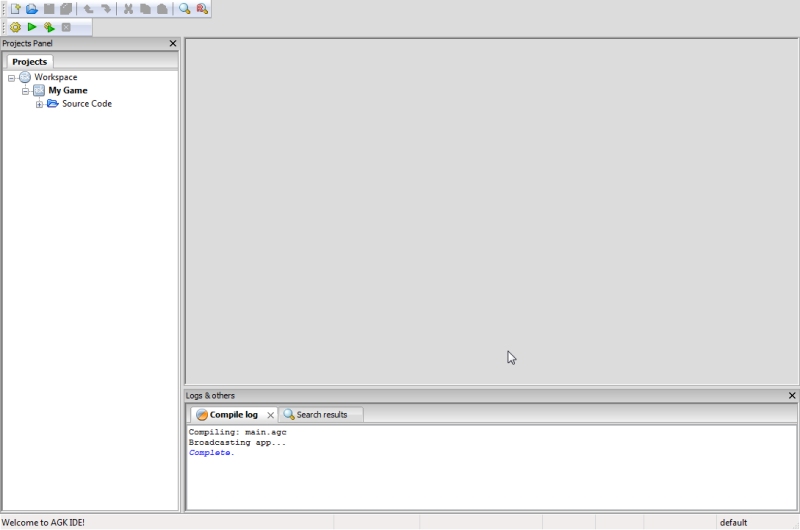 Projects Panel
Projects
Workspace
My Game
Source Code
Logs & others
Compile log
Search results
Compiling: main.agc
Broadcasting app...
Complete.
Welcome to AGK IDE!
default